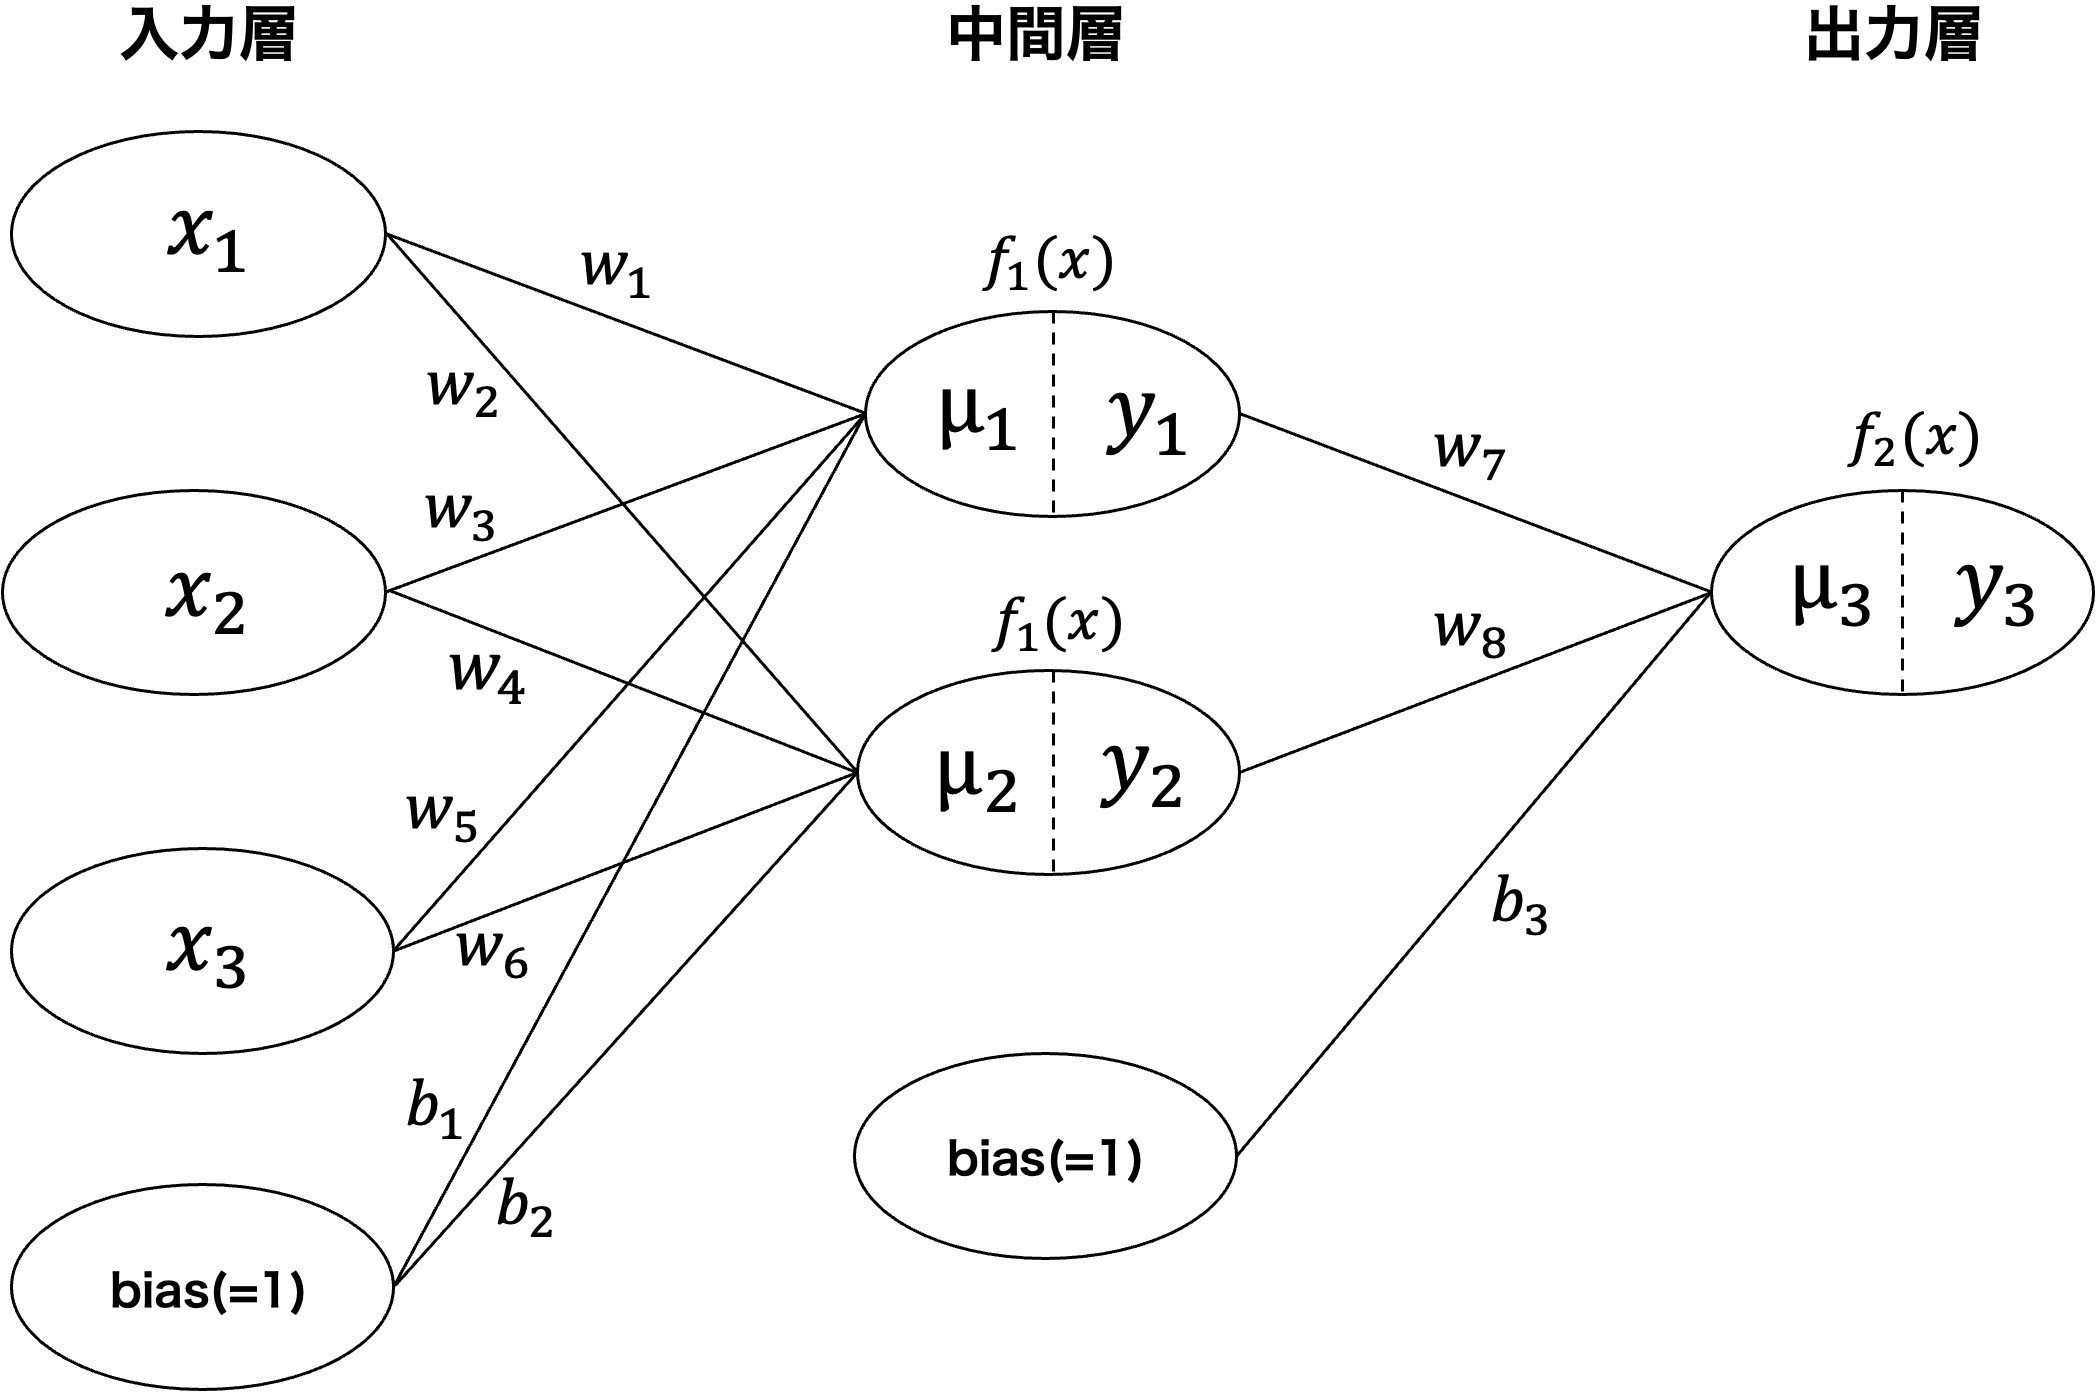 入力層
中間層
出力層
x₁
x₂
x₃
bias(=1)
w₁
w₂
w₃
w₄
w₅
w₆
b₁
b₂
f₁(x)
μ₁ y₁
f₁(x)
μ₂ y₂
bias(=1)
w₇
w₈
b₃
f₂(x)
μ₃ y₃